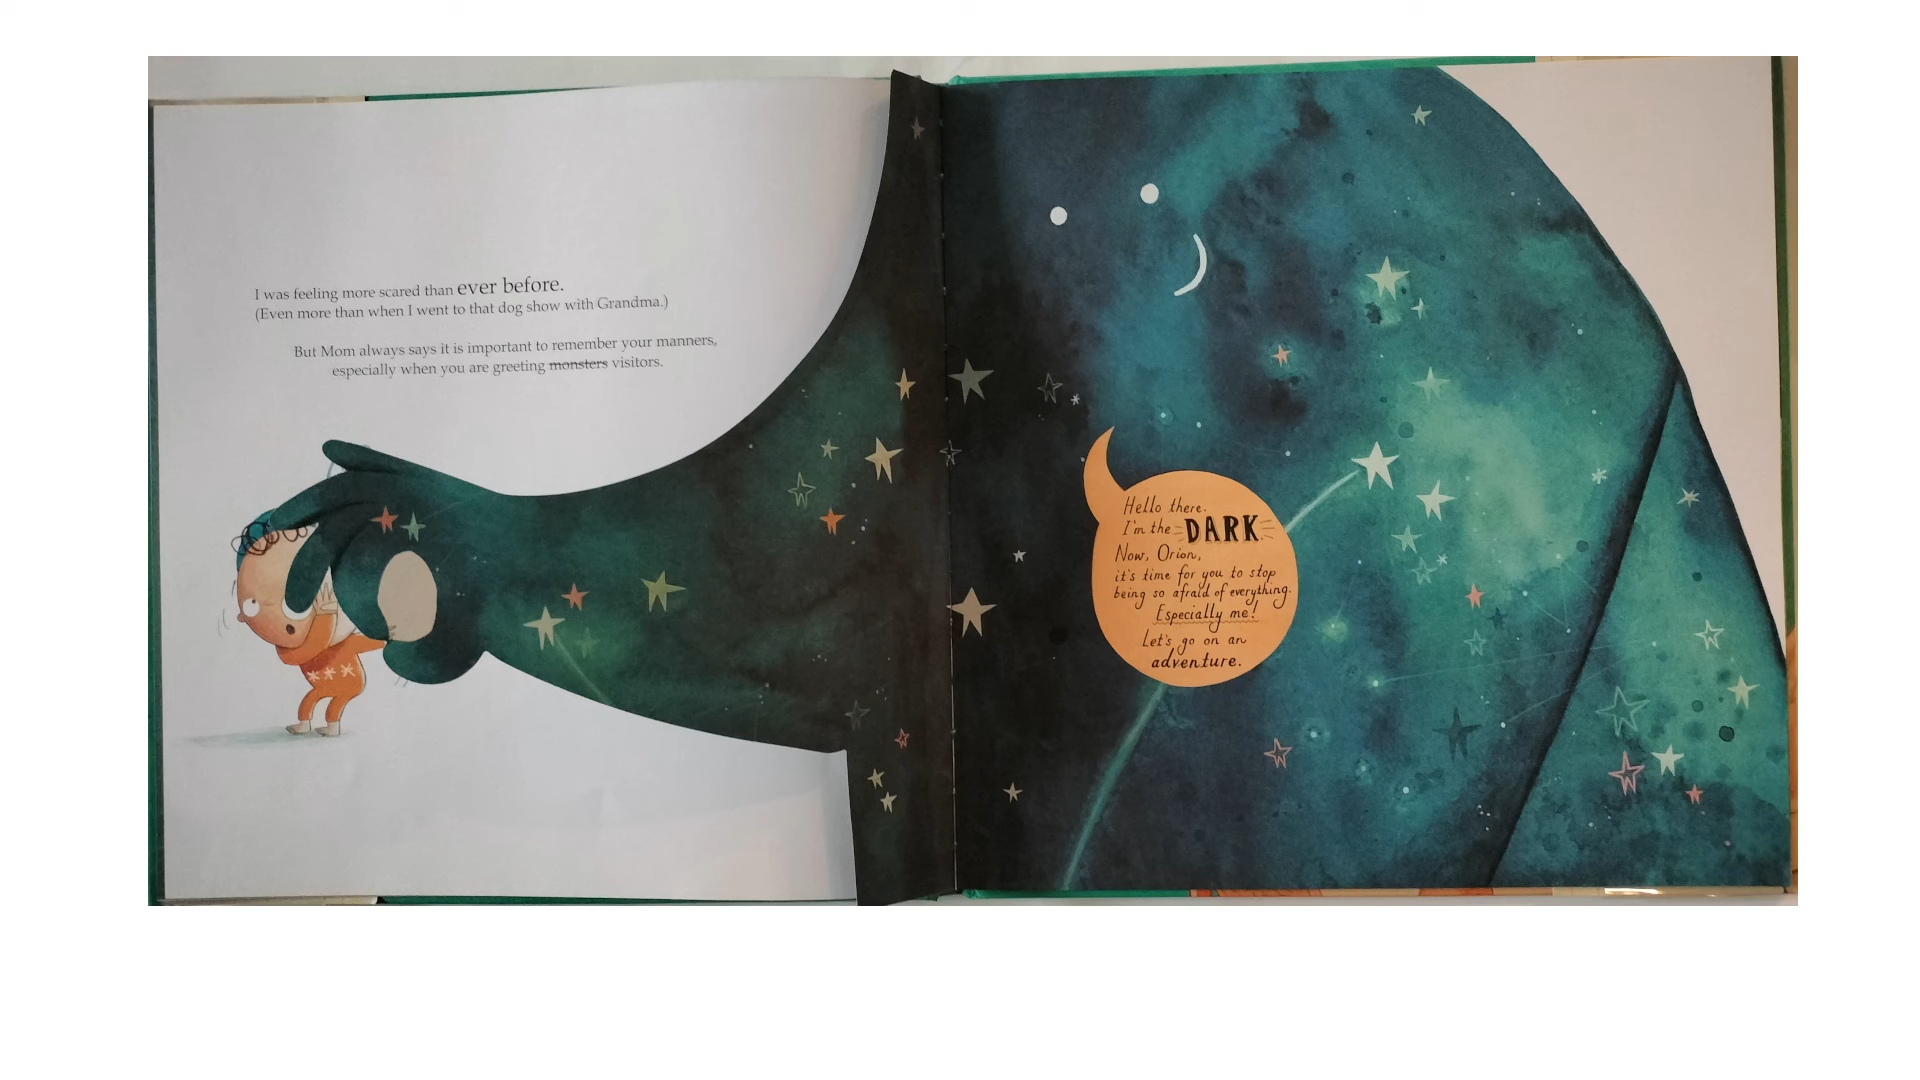 I was feeling more scared than ever before.
(Even more than when I went to that dog show with Grandma.)
But Mom always says it is important to remember your manners,
especially when you are greeting monsters visitors.
Hello there.
I'm the DARK.
Now, Orion,
it's time for you to stop
being so afraid of everything.
Especially me!
Let's go on an
adventure.